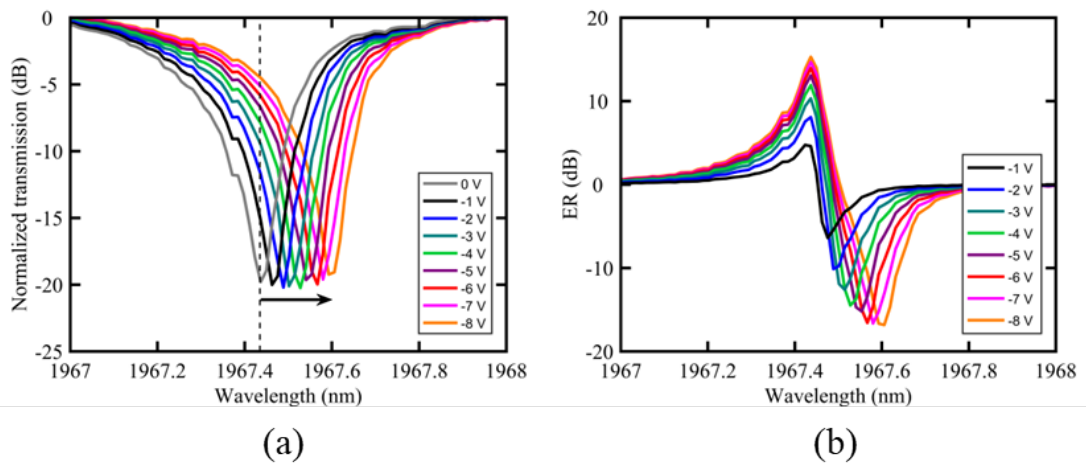 0
-5
-10
-15
-20
-25
Normalized transmission (dB)
0 V
-1 V
-2 V
-3 V
-4 V
-5 V
-6 V
-7 V
-8 V
1967 1967.2 1967.4 1967.6 1967.8 1968
Wavelength (nm)
(a)
20
10
0
-10
-20
ER (dB)
-1 V
-2 V
-3 V
-4 V
-5 V
-6 V
-7 V
-8 V
1967 1967.2 1967.4 1967.6 1967.8 1968
Wavelength (nm)
(b)